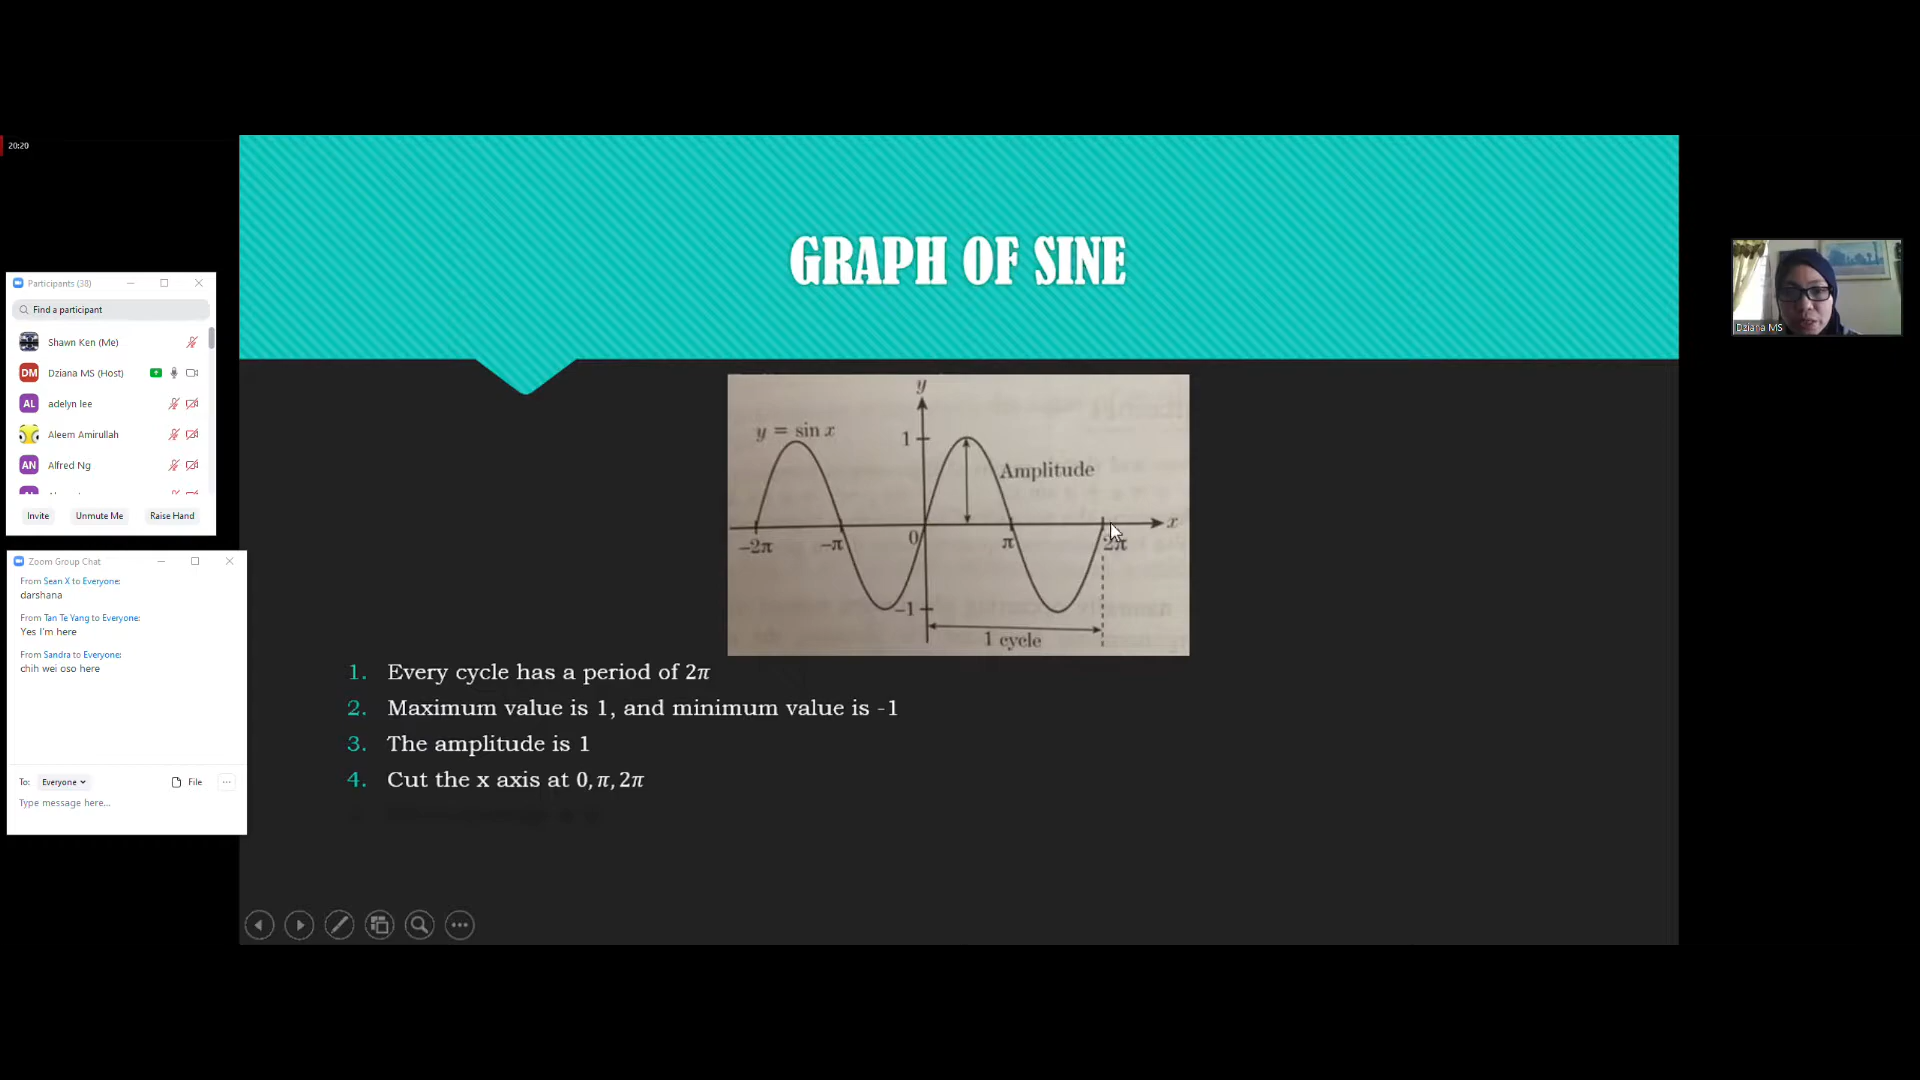 20:20
Participants (38)
Find a participant
Shawn Ken (Me)
DM Dziana MS (Host)
AL adelyn lee
Aleem Amirullah
AN Alfred Ng
Invite Unmute Me Raise Hand
Zoom Group Chat
From Sean X to Everyone:
darshana
From Tan Te Yang to Everyone:
Yes I'm here
From Sandra to Everyone:
chih wei oso here
To: Everyone File
Type message here...
GRAPH OF SINE
y
y = sin x
1
Amplitude
−2π −π 0 π 2π x
−1
1 cycle
1. Every cycle has a period of 2π
2. Maximum value is 1, and minimum value is -1
3. The amplitude is 1
4. Cut the x axis at 0, π, 2π
Dziana MS